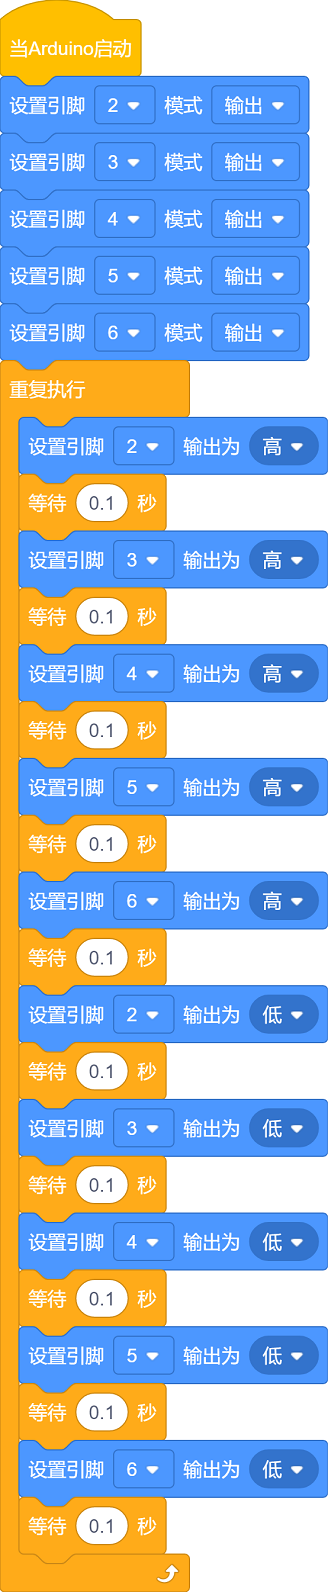 当Arduino启动
设置引脚 2 模式 输出
设置引脚 3 模式 输出
设置引脚 4 模式 输出
设置引脚 5 模式 输出
设置引脚 6 模式 输出
重复执行
设置引脚 2 输出为 高
等待 0.1 秒
设置引脚 3 输出为 高
等待 0.1 秒
设置引脚 4 输出为 高
等待 0.1 秒
设置引脚 5 输出为 高
等待 0.1 秒
设置引脚 6 输出为 高
等待 0.1 秒
设置引脚 2 输出为 低
等待 0.1 秒
设置引脚 3 输出为 低
等待 0.1 秒
设置引脚 4 输出为 低
等待 0.1 秒
设置引脚 5 输出为 低
等待 0.1 秒
设置引脚 6 输出为 低
等待 0.1 秒